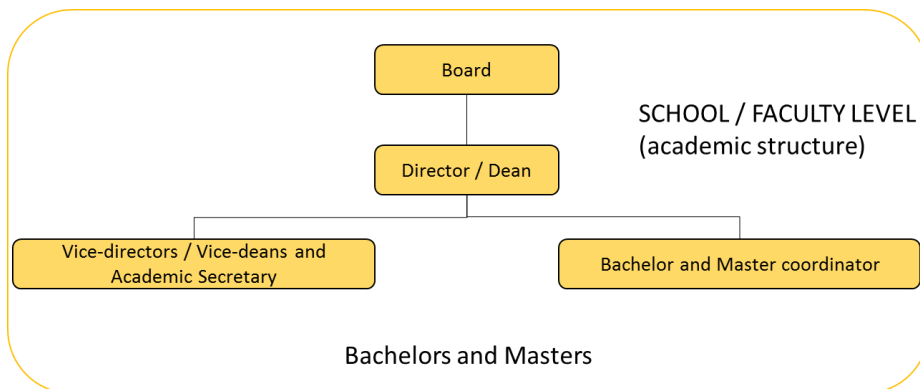 Board
SCHOOL / FACULTY LEVEL
(academic structure)
Director / Dean
Vice-directors / Vice-deans and
Academic Secretary
Bachelor and Master coordinator
Bachelors and Masters